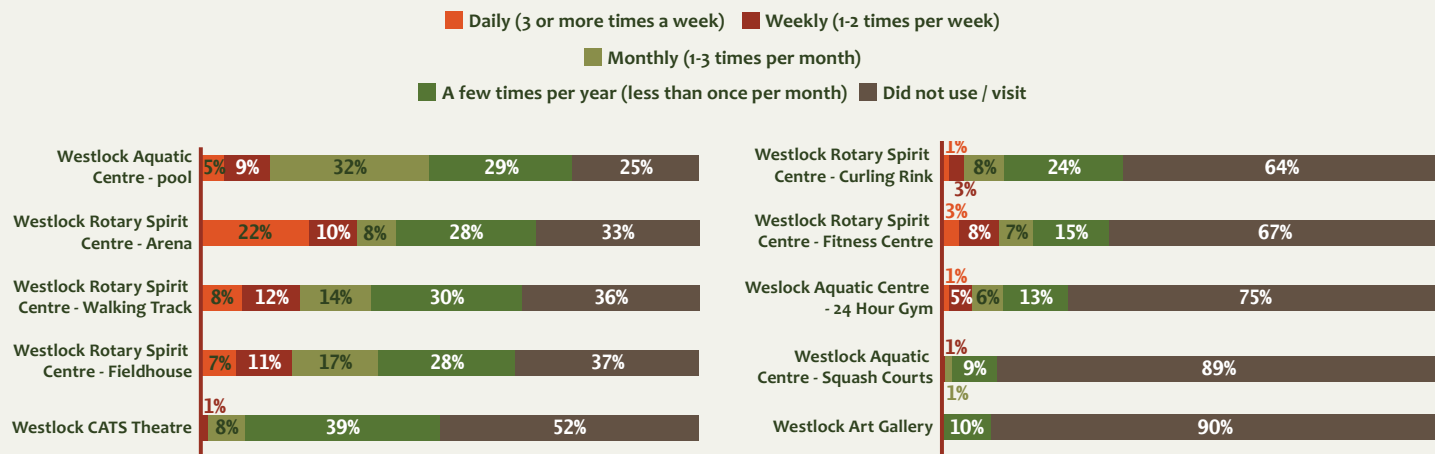 Daily (3 or more times a week) Weekly (1-2 times per week)
Monthly (1-3 times per month)
A few times per year (less than once per month) Did not use / visit
Westlock Aquatic
Centre - pool
5% 9% 32% 29% 25%
Westlock Rotary Spirit
Centre - Arena
22% 10% 8% 28% 33%
Westlock Rotary Spirit
Centre - Walking Track
8% 12% 14% 30% 36%
Westlock Rotary Spirit
Centre - Fieldhouse
7% 11% 17% 28% 37%
1%
Westlock CATS Theatre 8% 39% 52%
1%
Westlock Rotary Spirit
Centre - Curling Rink
8% 24% 64%
3%
3%
Westlock Rotary Spirit
Centre - Fitness Centre
8% 7% 15% 67%
1%
Weslock Aquatic Centre
- 24 Hour Gym
5% 6% 13% 75%
1%
Westlock Aquatic
Centre - Squash Courts
9% 89%
1%
Westlock Art Gallery 10% 90%